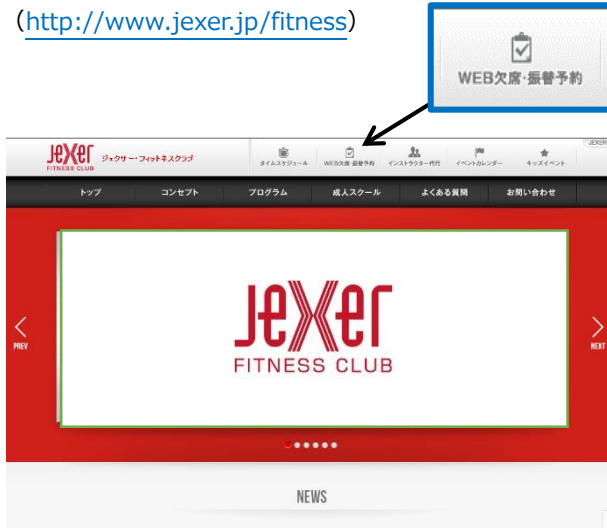 (http://www.jexer.jp/fitness)
WEB欠席・振替予約
JEXER
FITNESS CLUB
ジェクサー・フィットネスクラブ
タイムスケジュール WEB欠席・振替予約 インストラクター代行 イベントカレンダー キッズイベント
JEXER
トップ コンセプト プログラム 成人スクール よくある質問 お問い合わせ
JEXER
FITNESS CLUB
PREV
NEXT
NEWS